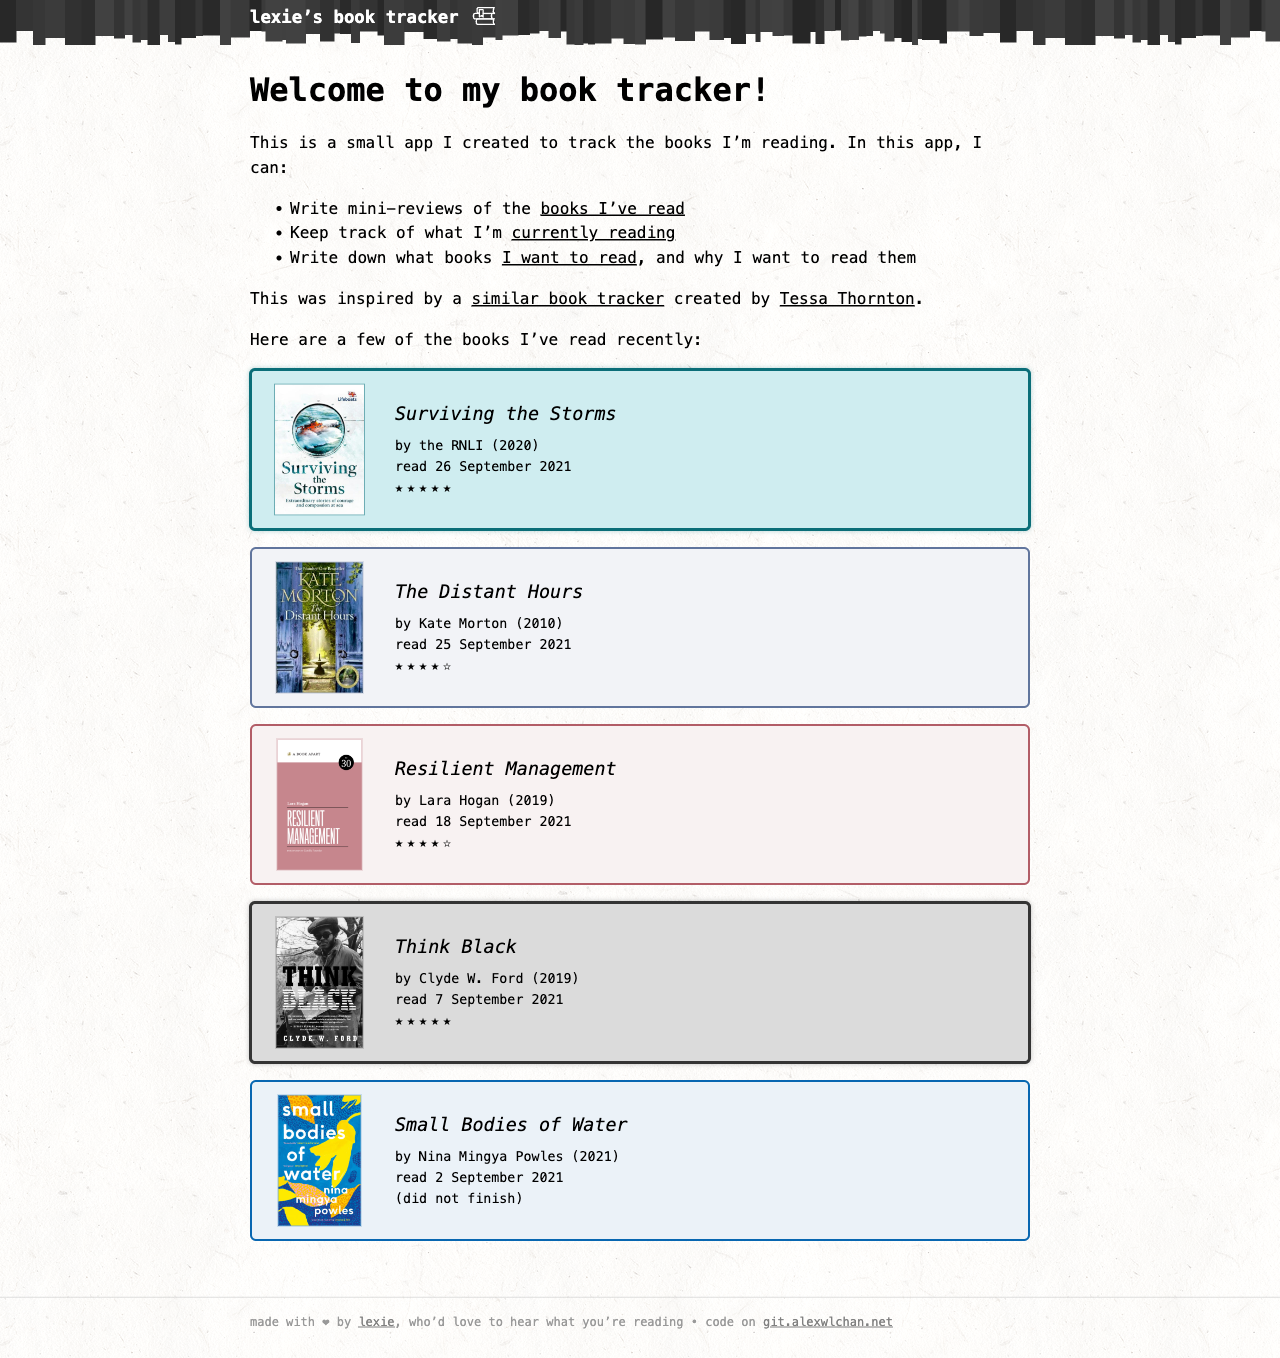 lexie’s book tracker
Welcome to my book tracker!
This is a small app I created to track the books I’m reading. In this app, I
can:
• Write mini-reviews of the books I’ve read
• Keep track of what I’m currently reading
• Write down what books I want to read, and why I want to read them
This was inspired by a similar book tracker created by Tessa Thornton.
Here are a few of the books I’ve read recently:
Lifeboats
Surviving
the
Storms
Extraordinary stories of courage
and compassion at sea
Surviving the Storms
by the RNLI (2020)
read 26 September 2021
★★★★★
KATE
MORTON
The
Distant Hours
The Distant Hours
by Kate Morton (2010)
read 25 September 2021
★★★★☆
A BOOK APART
30
Lara Hogan
RESILIENT
MANAGEMENT
Resilient Management
by Lara Hogan (2019)
read 18 September 2021
★★★★☆
THINK
BLACK
CLYDE W. FORD
Think Black
by Clyde W. Ford (2019)
read 7 September 2021
★★★★★
small
bodies
of
water
nina
mingya
powles
Small Bodies of Water
by Nina Mingya Powles (2021)
read 2 September 2021
(did not finish)
made with ❤ by lexie, who’d love to hear what you’re reading • code on git.alexwlchan.net